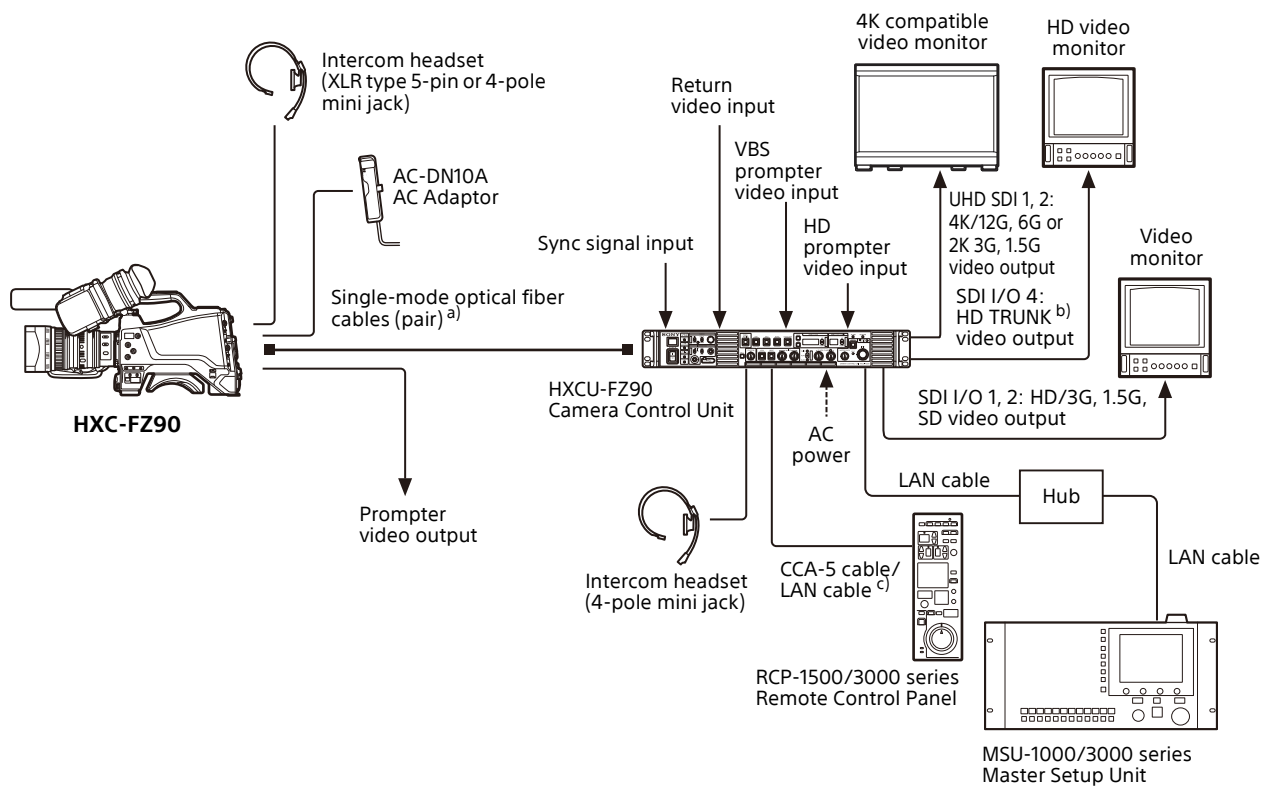 Intercom headset
(XLR type 5-pin or 4-pole
mini jack)
AC-DN10A
AC Adaptor
Single-mode optical fiber
cables (pair) a)
HXC-FZ90
Prompter
video output
Sync signal input
Return
video input
VBS
prompter
video input
HD
prompter
video input
4K compatible
video monitor
HD video
monitor
UHD SDI 1, 2:
4K/12G, 6G or
2K 3G, 1.5G
video output
SDI I/O 4:
HD TRUNK b)
video output
Video
monitor
SONY
HXCU-FZ90
Camera Control Unit
AC
power
SDI I/O 1, 2: HD/3G, 1.5G,
SD video output
LAN cable
Hub
LAN cable
Intercom headset
(4-pole mini jack)
CCA-5 cable/
LAN cable c)
RCP-1500/3000 series
Remote Control Panel
MSU-1000/3000 series
Master Setup Unit